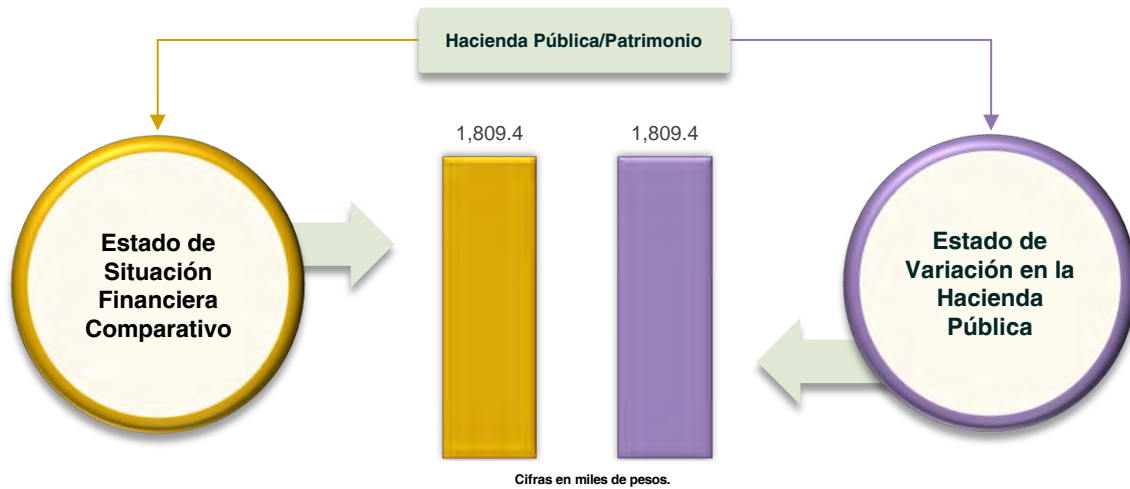 Hacienda Pública/Patrimonio
1,809.4
1,809.4
Estado de
Situación
Financiera
Comparativo
Estado de
Variación en la
Hacienda
Pública
Cifras en miles de pesos.